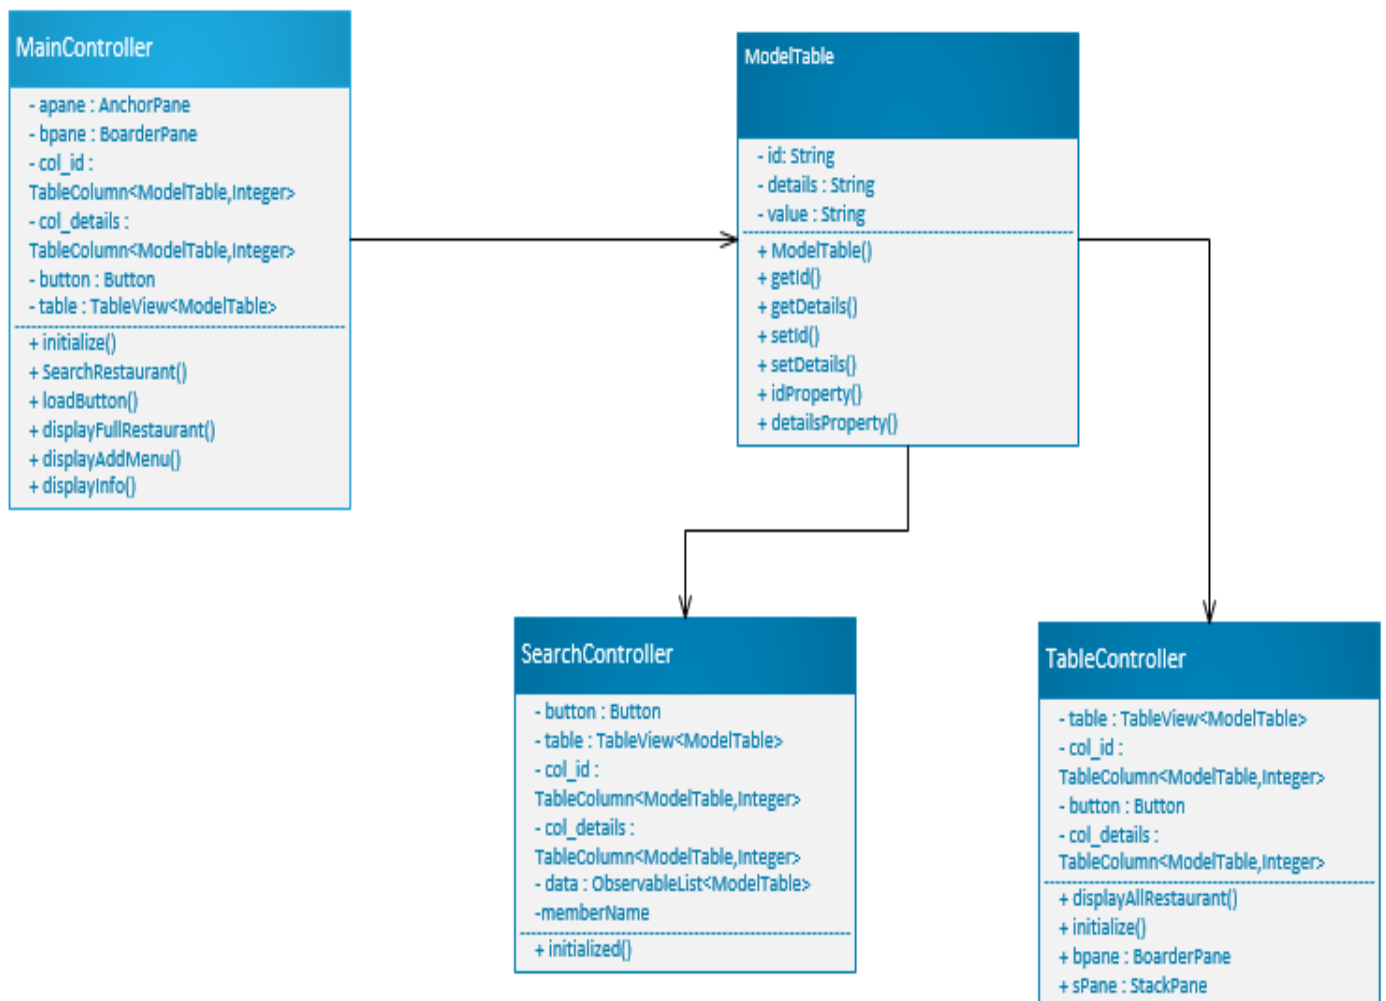 MainController
- apane : AnchorPane
- bpane : BoarderPane
- col_id :
TableColumn<ModelTable,Integer>
- col_details :
TableColumn<ModelTable,Integer>
- button : Button
- table : TableView<ModelTable>
+ initialize()
+ SearchRestaurant()
+ loadButton()
+ displayFullRestaurant()
+ displayAddMenu()
+ displayInfo()
ModelTable
- id: String
- details : String
- value : String
+ ModelTable()
+ getId()
+ getDetails()
+ setId()
+ setDetails()
+ idProperty()
+ detailsProperty()
SearchController
- button : Button
- table : TableView<ModelTable>
- col_id :
TableColumn<ModelTable,Integer>
- col_details :
TableColumn<ModelTable,Integer>
- data : ObservableList<ModelTable>
-memberName
+ initialized()
TableController
- table : TableView<ModelTable>
- col_id :
TableColumn<ModelTable,Integer>
- button : Button
- col_details :
TableColumn<ModelTable,Integer>
+ displayAllRestaurant()
+ initialize()
+ bpane : BoarderPane
+ sPane : StackPane